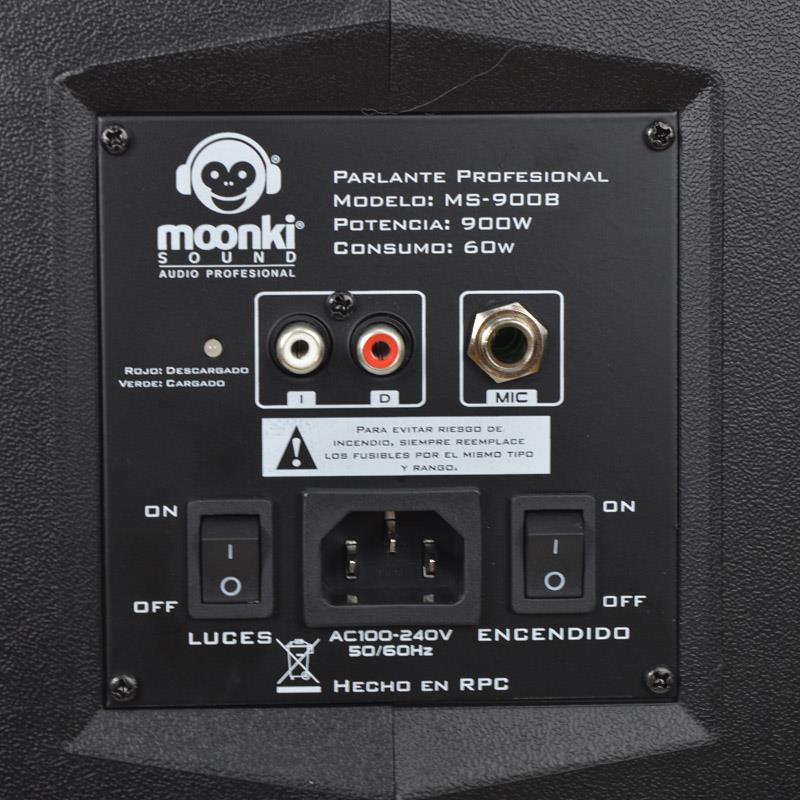 moonki®
SOUND
AUDIO PROFESIONAL
PARLANTE PROFESIONAL
MODELO: MS-900B
POTENCIA: 900W
CONSUMO: 60W
ROJO: DESCARGADO
VERDE: CARGADO
I
D
MIC
PARA EVITAR RIESGO DE
INCENDIO, SIEMPRE REEMPLACE
LOS FUSIBLES POR EL MISMO TIPO
Y RANGO.
ON
OFF
LUCES
AC100-240V
50/60Hz
ON
OFF
ENCENDIDO
HECHO EN RPC